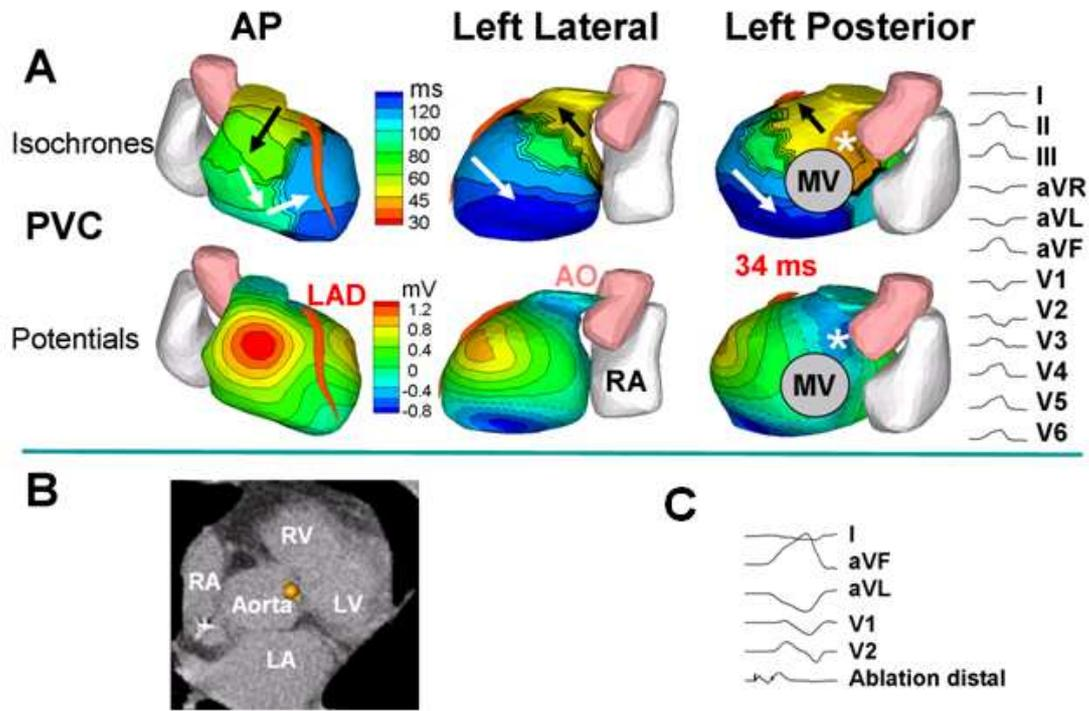 AP
Left Lateral
Left Posterior
A
Isochrones
PVC
ms
120
100
80
60
45
30
*
MV
I
II
III
aVR
aVL
aVF
V1
V2
V3
V4
V5
V6
Potentials
LAD
mV
1.2
0.8
0.4
0
-0.4
-0.8
AO
RA
34 ms
*
MV
B
RV
RA
Aorta
LV
LA
C
I
aVF
aVL
V1
V2
Ablation distal